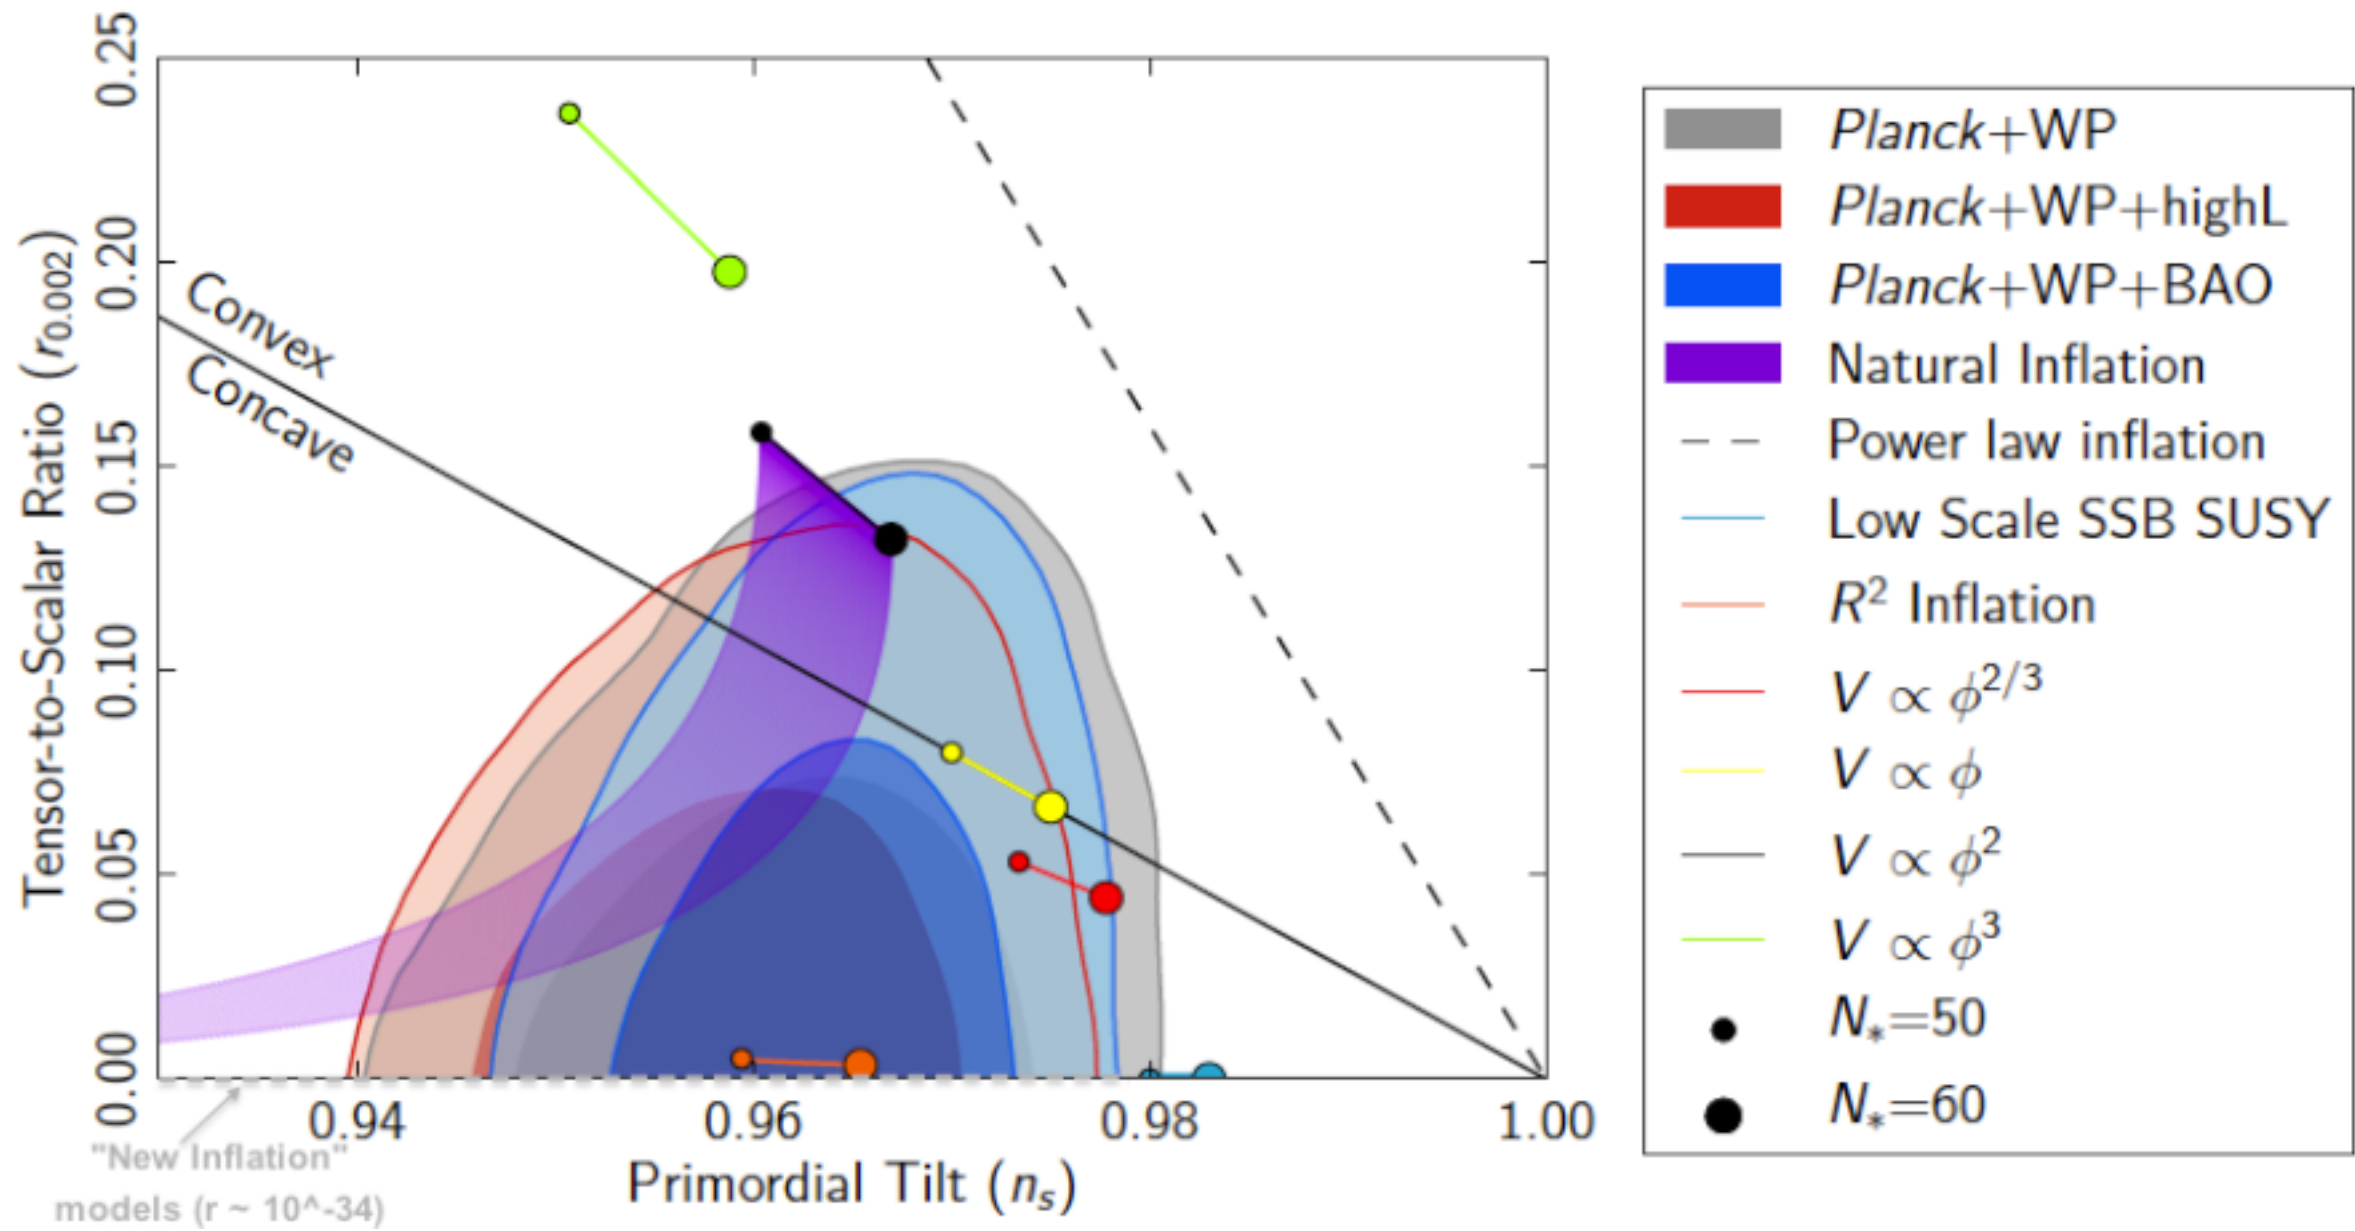 Tensor-to-Scalar Ratio (r₀.₀₀₂)
0.25
0.20
0.15
0.10
0.05
0.00
Convex
Concave
0.94
0.96
0.98
1.00
Primordial Tilt (nₛ)
"New Inflation"
models (r ~ 10^-34)
Planck+WP
Planck+WP+highL
Planck+WP+BAO
Natural Inflation
Power law inflation
Low Scale SSB SUSY
R² Inflation
V ∝ ϕ²/³
V ∝ ϕ
V ∝ ϕ²
V ∝ ϕ³
N*=50
N*=60